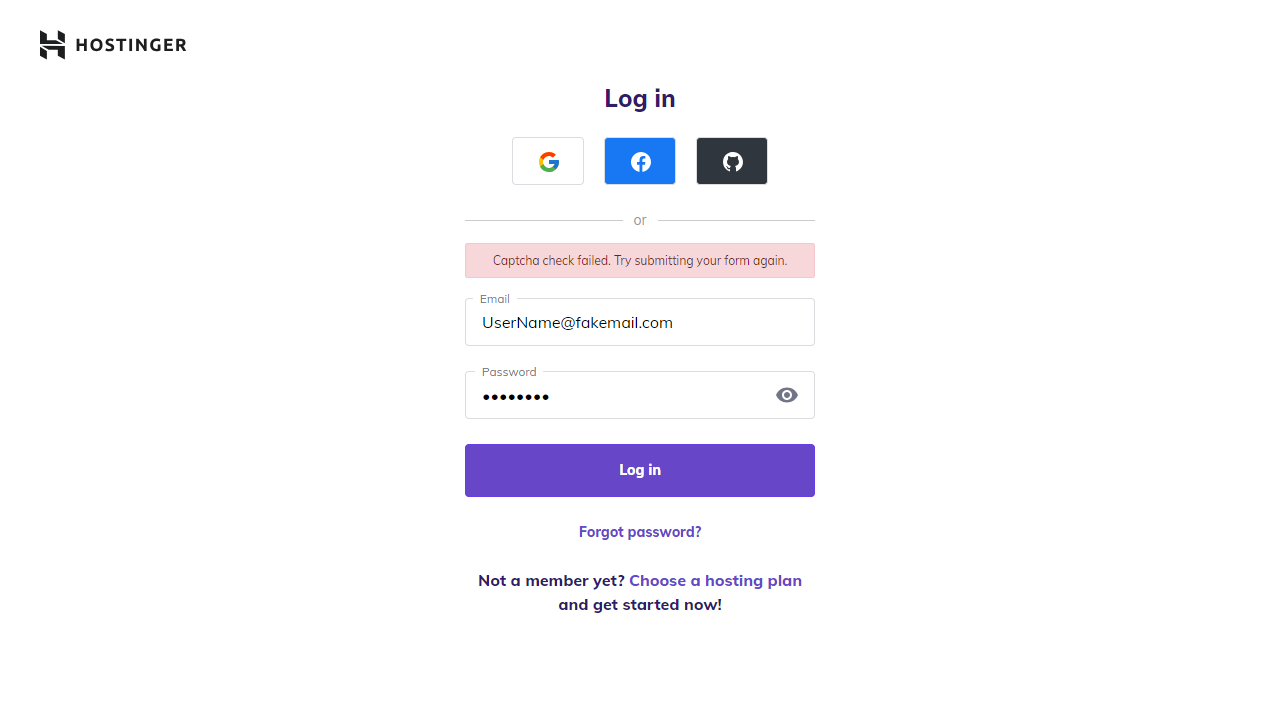 HOSTINGER
Log in
or
Captcha check failed. Try submitting your form again.
Email
UserName@fakemail.com
Password
••••••••
Log in
Forgot password?
Not a member yet? Choose a hosting plan
and get started now!